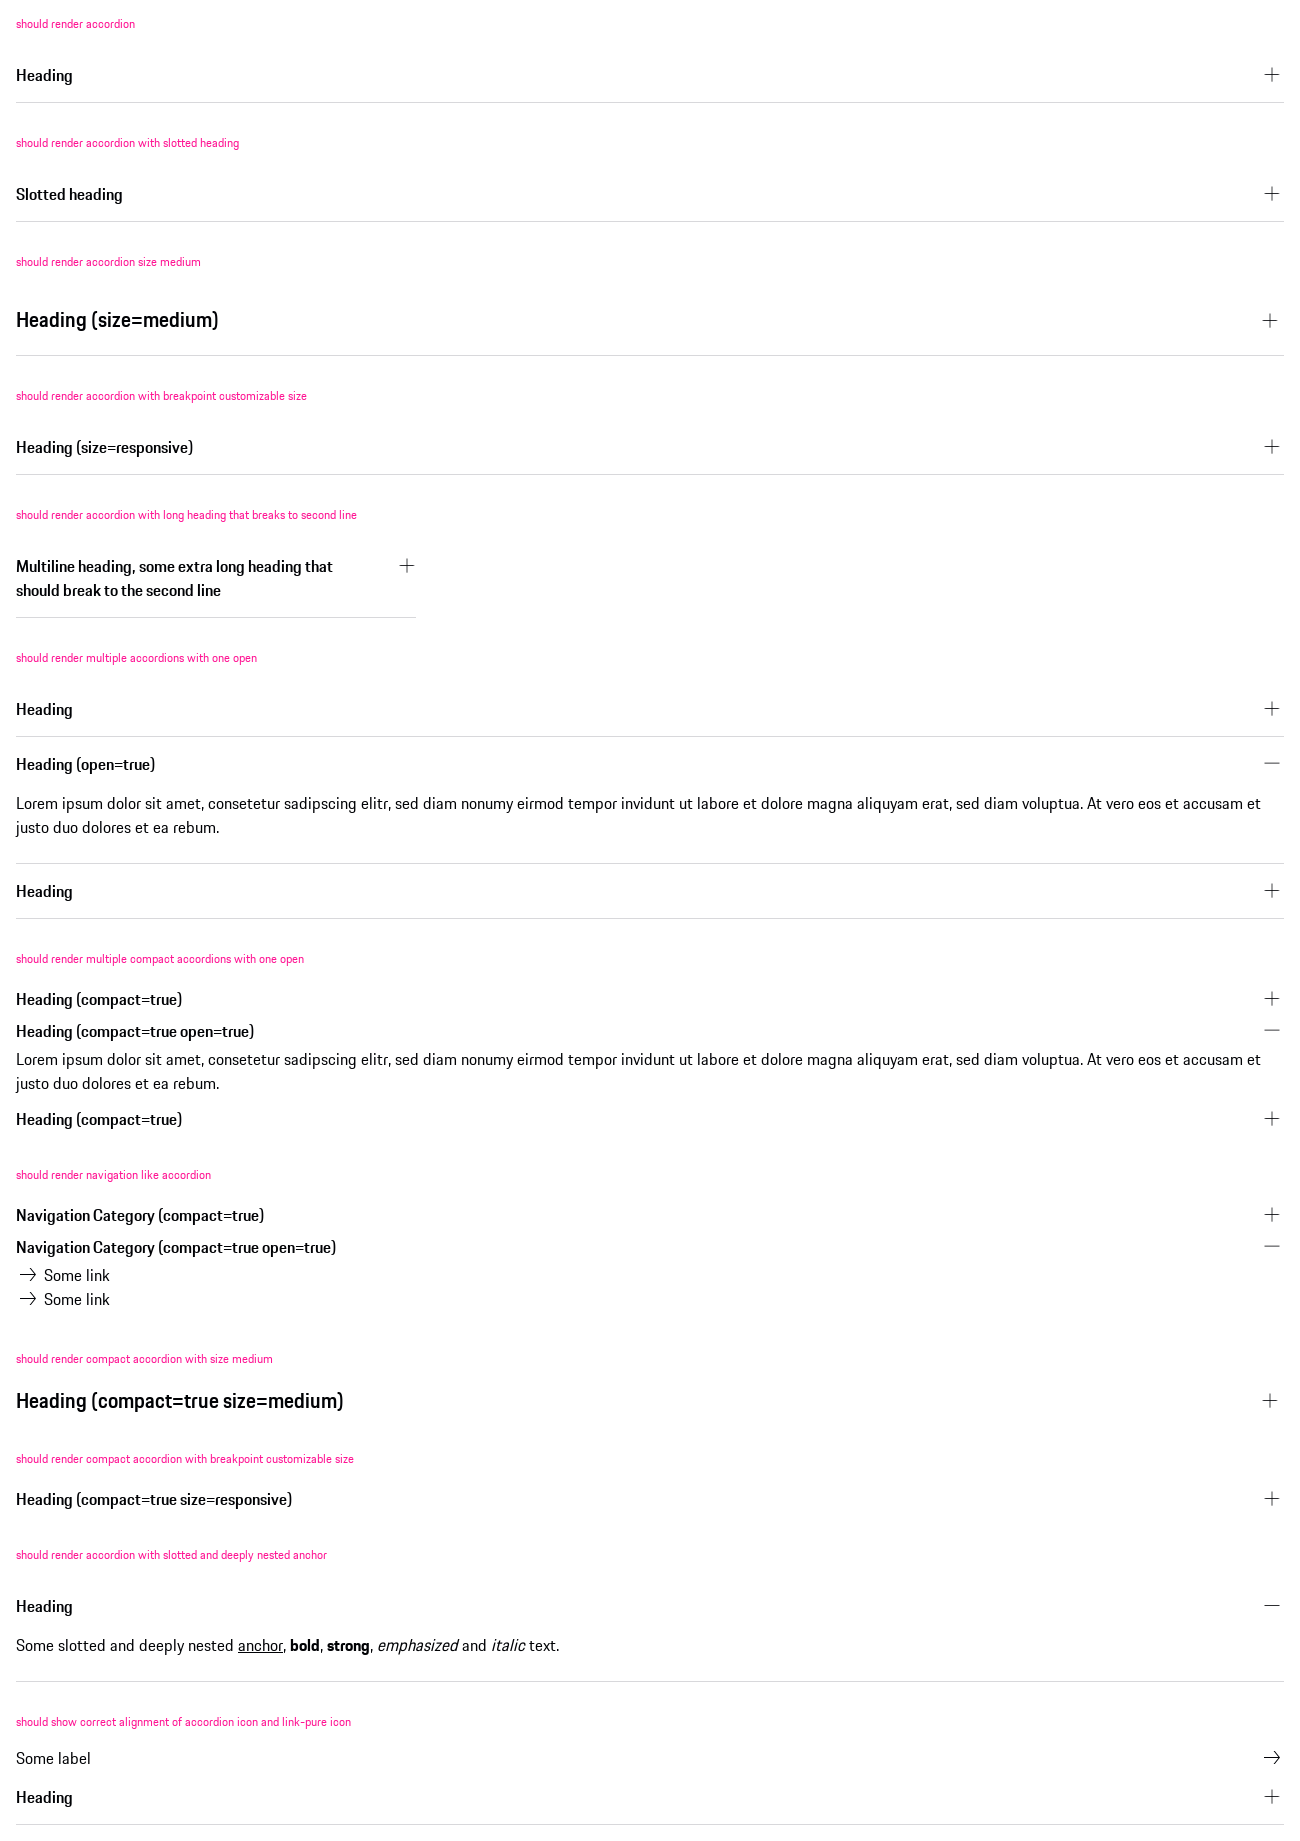 should render accordion
Heading
should render accordion with slotted heading
Slotted heading
should render accordion size medium
Heading (size=medium)
should render accordion with breakpoint customizable size
Heading (size=responsive)
should render accordion with long heading that breaks to second line
Multiline heading, some extra long heading that
should break to the second line
should render multiple accordions with one open
Heading
Heading (open=true)
Lorem ipsum dolor sit amet, consetetur sadipscing elitr, sed diam nonumy eirmod tempor invidunt ut labore et dolore magna aliquyam erat, sed diam voluptua. At vero eos et accusam et
justo duo dolores et ea rebum.
Heading
should render multiple compact accordions with one open
Heading (compact=true)
Heading (compact=true open=true)
Lorem ipsum dolor sit amet, consetetur sadipscing elitr, sed diam nonumy eirmod tempor invidunt ut labore et dolore magna aliquyam erat, sed diam voluptua. At vero eos et accusam et
justo duo dolores et ea rebum.
Heading (compact=true)
should render navigation like accordion
Navigation Category (compact=true)
Navigation Category (compact=true open=true)
Some link
Some link
should render compact accordion with size medium
Heading (compact=true size=medium)
should render compact accordion with breakpoint customizable size
Heading (compact=true size=responsive)
should render accordion with slotted and deeply nested anchor
Heading
Some slotted and deeply nested anchor, bold, strong, emphasized and italic text.
should show correct alignment of accordion icon and link-pure icon
Some label
Heading